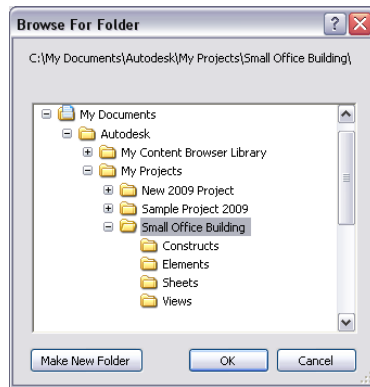 Browse For Folder
C:\My Documents\Autodesk\My Projects\Small Office Building\
My Documents
Autodesk
My Content Browser Library
My Projects
New 2009 Project
Sample Project 2009
Small Office Building
Constructs
Elements
Sheets
Views
Make New Folder OK Cancel